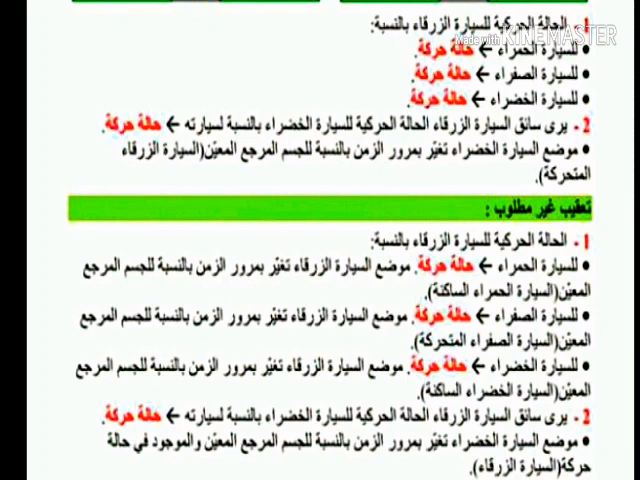 1- الحالة الحركية للسيارة الزرقاء بالنسبة:
Made with KINEMASTER
• للسيارة الحمراء ← حالة حركة.
• للسيارة الصفراء ← حالة حركة.
• للسيارة الخضراء ← حالة حركة.
2- يرى سائق السيارة الزرقاء الحالة الحركية للسيارة الخضراء بالنسبة لسيارته ← حالة حركة.
• موضع السيارة الخضراء تغيّر بمرور الزمن بالنسبة للجسم المرجع المعيّن(السيارة الزرقاء
المتحركة).
تعقيب غير مطلوب :
1- الحالة الحركية للسيارة الزرقاء بالنسبة:
• للسيارة الحمراء ← حالة حركة. موضع السيارة الزرقاء تغيّر بمرور الزمن بالنسبة للجسم المرجع
المعيّن(السيارة الحمراء الساكنة).
• للسيارة الصفراء ← حالة حركة. موضع السيارة الزرقاء تغيّر بمرور الزمن بالنسبة للجسم المرجع
المعيّن(السيارة الصفراء المتحركة).
• للسيارة الخضراء ← حالة حركة. موضع السيارة الزرقاء تغيّر بمرور الزمن بالنسبة للجسم المرجع
المعيّن(السيارة الخضراء الساكنة).
2- يرى سائق السيارة الزرقاء الحالة الحركية للسيارة الخضراء بالنسبة لسيارته ← حالة حركة.
• موضع السيارة الخضراء تغيّر بمرور الزمن بالنسبة للجسم المرجع المعيّن والموجود في حالة
حركة(السيارة الزرقاء).